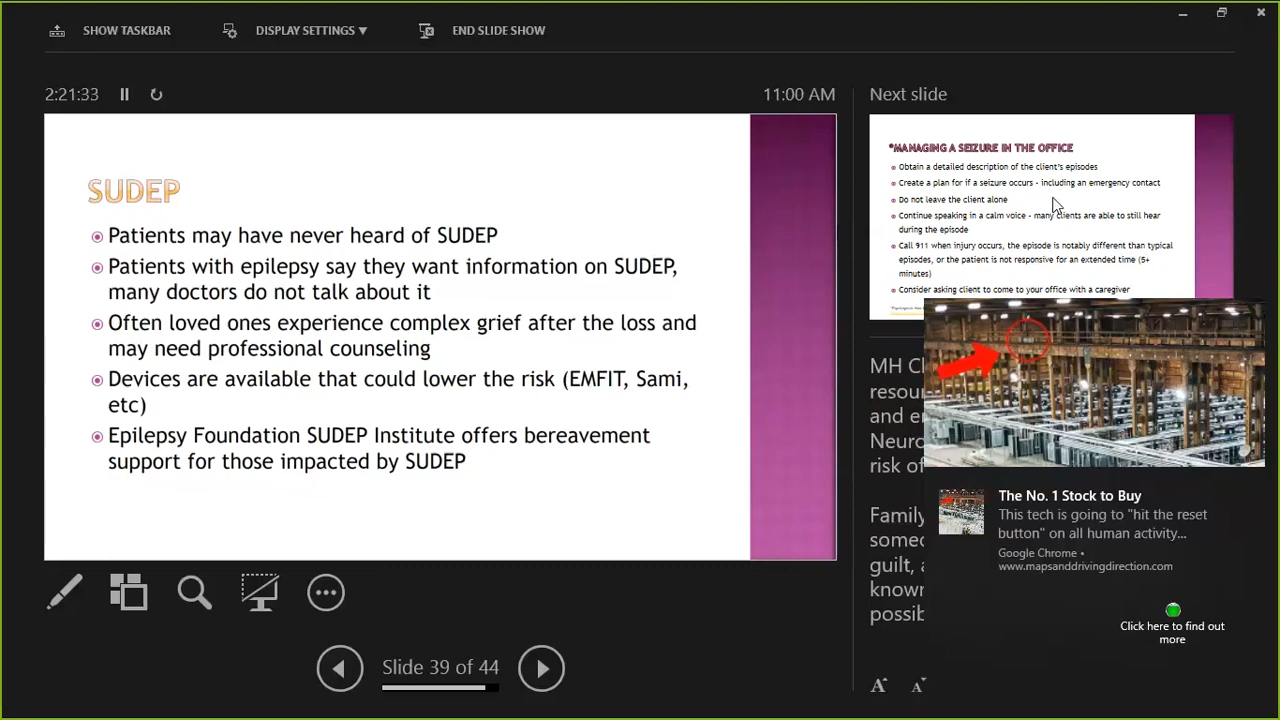 SHOW TASKBAR
DISPLAY SETTINGS ▼
END SLIDE SHOW
2:21:33
11:00 AM
SUDEP
Patients may have never heard of SUDEP
Patients with epilepsy say they want information on SUDEP,
many doctors do not talk about it
Often loved ones experience complex grief after the loss and
may need professional counseling
Devices are available that could lower the risk (EMFIT, Sami,
etc)
Epilepsy Foundation SUDEP Institute offers bereavement
support for those impacted by SUDEP
Slide 39 of 44
Next slide
*MANAGING A SEIZURE IN THE OFFICE
Obtain a detailed description of the client's episodes
Create a plan for if a seizure occurs - including an emergency contact
Do not leave the client alone
Continue speaking in a calm voice - many clients are able to still hear
during the episode
Call 911 when injury occurs, the episode is notably different than typical
episodes, or the patient is not responsive for an extended time (5+
minutes)
Consider asking client to come to your office with a caregiver
MH
resou
and
Neuro
risk of
Family
someo
guilt,
known
possib
The No. 1 Stock to Buy
This tech is going to "hit the reset
button" on all human activity...
Google Chrome •
www.mapsanddrivingdirection.com
Click here to find out
more
A A